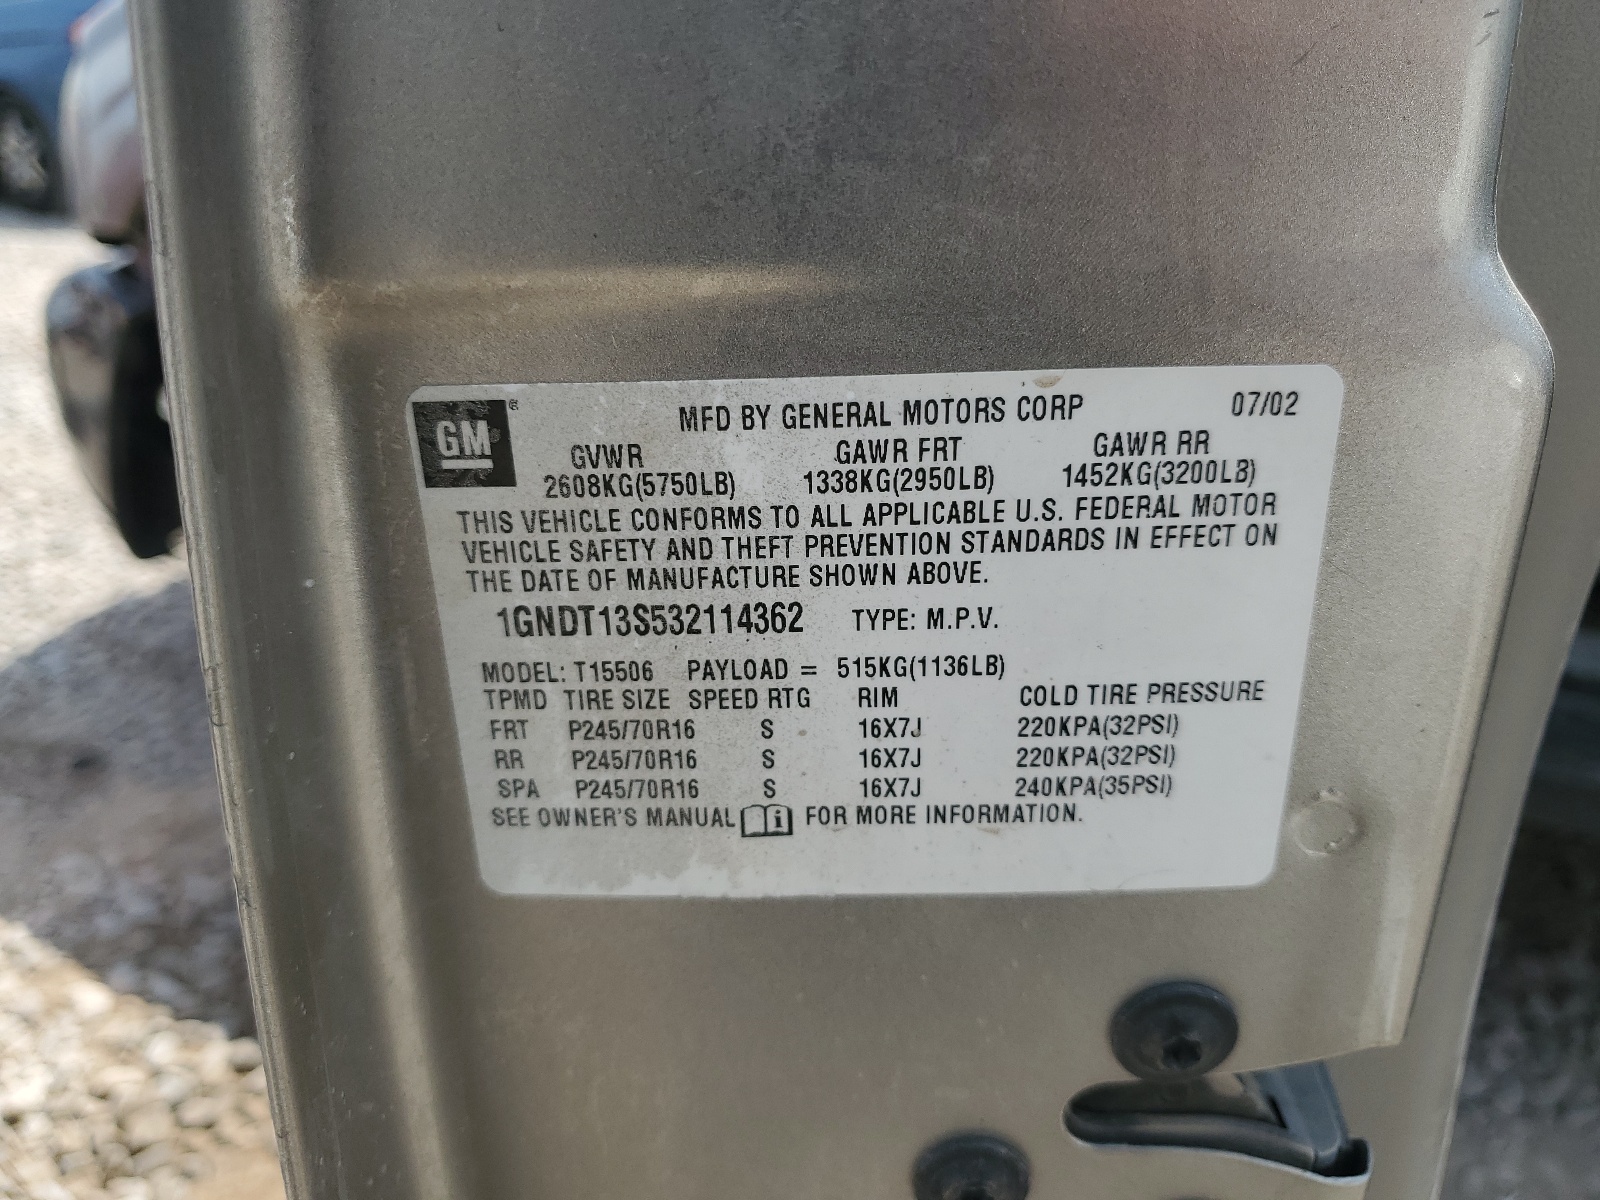 GM®
MFD BY GENERAL MOTORS CORP 07/02
GVWR GAWR FRT GAWR RR
2608KG(5750LB) 1338KG(2950LB) 1452KG(3200LB)
THIS VEHICLE CONFORMS TO ALL APPLICABLE U.S. FEDERAL MOTOR
VEHICLE SAFETY AND THEFT PREVENTION STANDARDS IN EFFECT ON
THE DATE OF MANUFACTURE SHOWN ABOVE.
1GNDT13S532114362 TYPE: M.P.V.
MODEL: T15506 PAYLOAD = 515KG(1136LB)
TPMD TIRE SIZE SPEED RTG RIM COLD TIRE PRESSURE
FRT P245/70R16 S 16X7J 220KPA(32PSI)
RR P245/70R16 S 16X7J 220KPA(32PSI)
SPA P245/70R16 S 16X7J 240KPA(35PSI)
SEE OWNER'S MANUAL i FOR MORE INFORMATION.